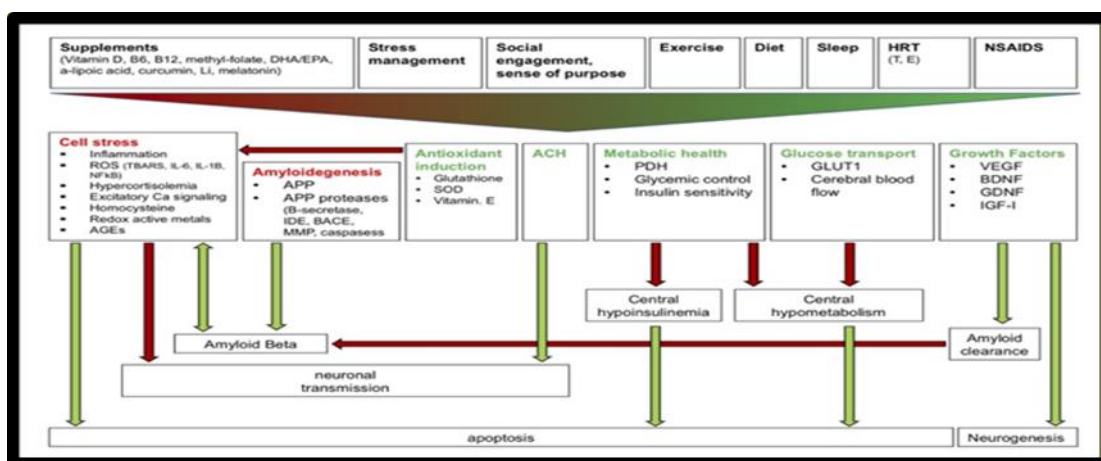 Supplements
(Vitamin D, B6, B12, methyl-folate, DHA/EPA,
a-lipoic acid, curcumin, Li, melatonin)
Stress
management
Social
engagement,
sense of purpose
Exercise
Diet
Sleep
HRT
(T, E)
NSAIDS
Cell stress
• Inflammation
• ROS (TBARS, IL-6, IL-1B,
NFkB)
• Hypercortisolemia
• Excitatory Ca signaling
• Homocysteine
• Redox active metals
• AGEs
Amyloidegenesis
• APP
• APP proteases
(B-secretase,
IDE, BACE,
MMP, caspasess
Antioxidant
induction
• Glutathione
• SOD
• Vitamin. E
ACH
Metabolic health
• PDH
• Glycemic control
• Insulin sensitivity
Glucose transport
• GLUT1
• Cerebral blood
flow
Growth Factors
• VEGF
• BDNF
• GDNF
• IGF-I
Central
hypoinsulinemia
Central
hypometabolism
Amyloid Beta
Amyloid
clearance
neuronal
transmission
apoptosis
Neurogenesis